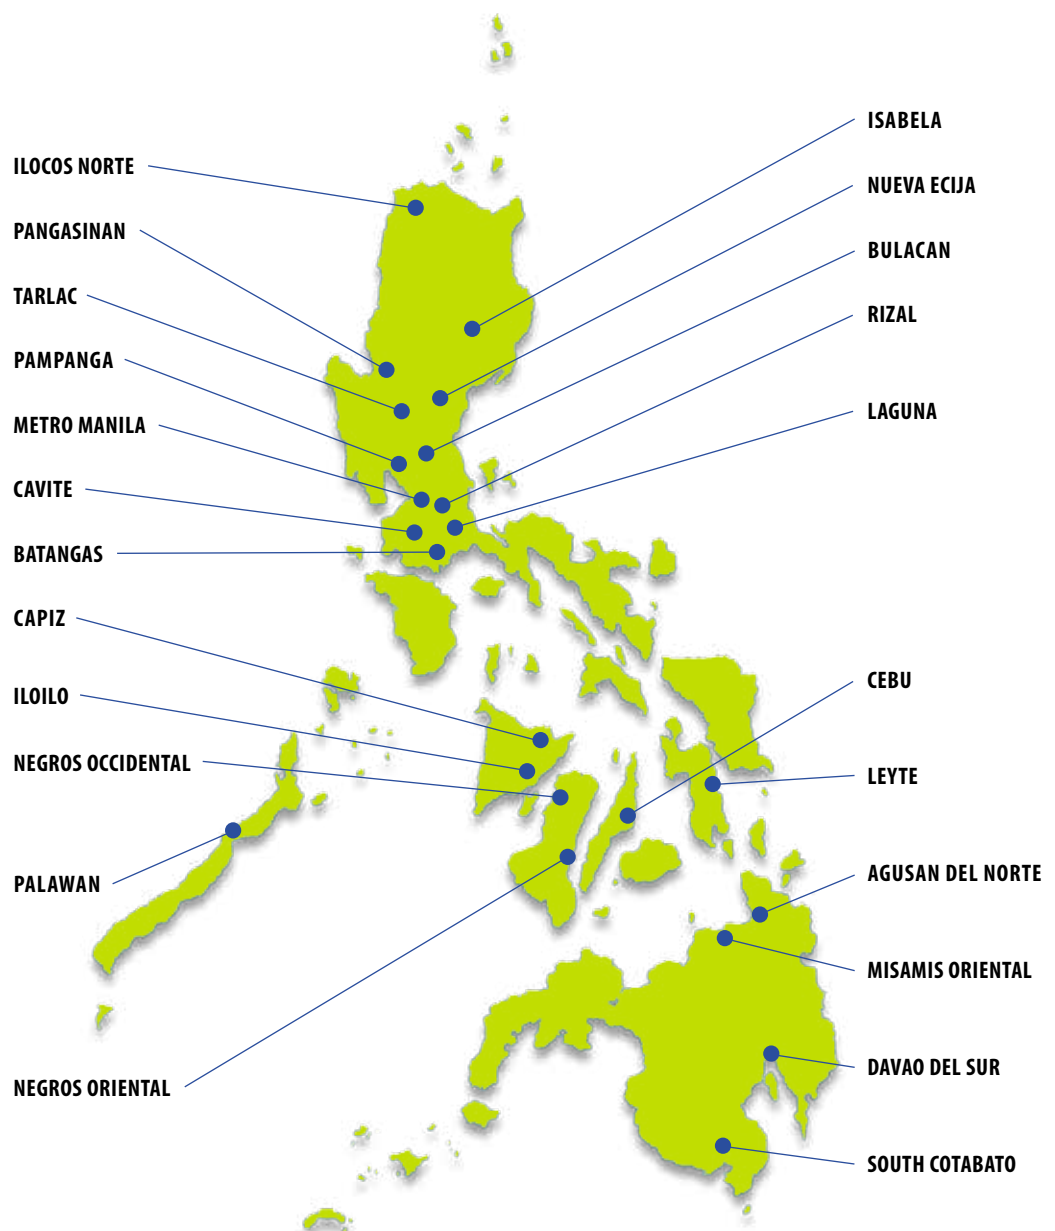 ILOCOS NORTE
PANGASINAN
TARLAC
PAMPANGA
METRO MANILA
CAVITE
BATANGAS
CAPIZ
ILOILO
NEGROS OCCIDENTAL
PALAWAN
NEGROS ORIENTAL
ISABELA
NUEVA ECIJA
BULACAN
RIZAL
LAGUNA
CEBU
LEYTE
AGUSAN DEL NORTE
MISAMIS ORIENTAL
DAVAO DEL SUR
SOUTH COTABATO